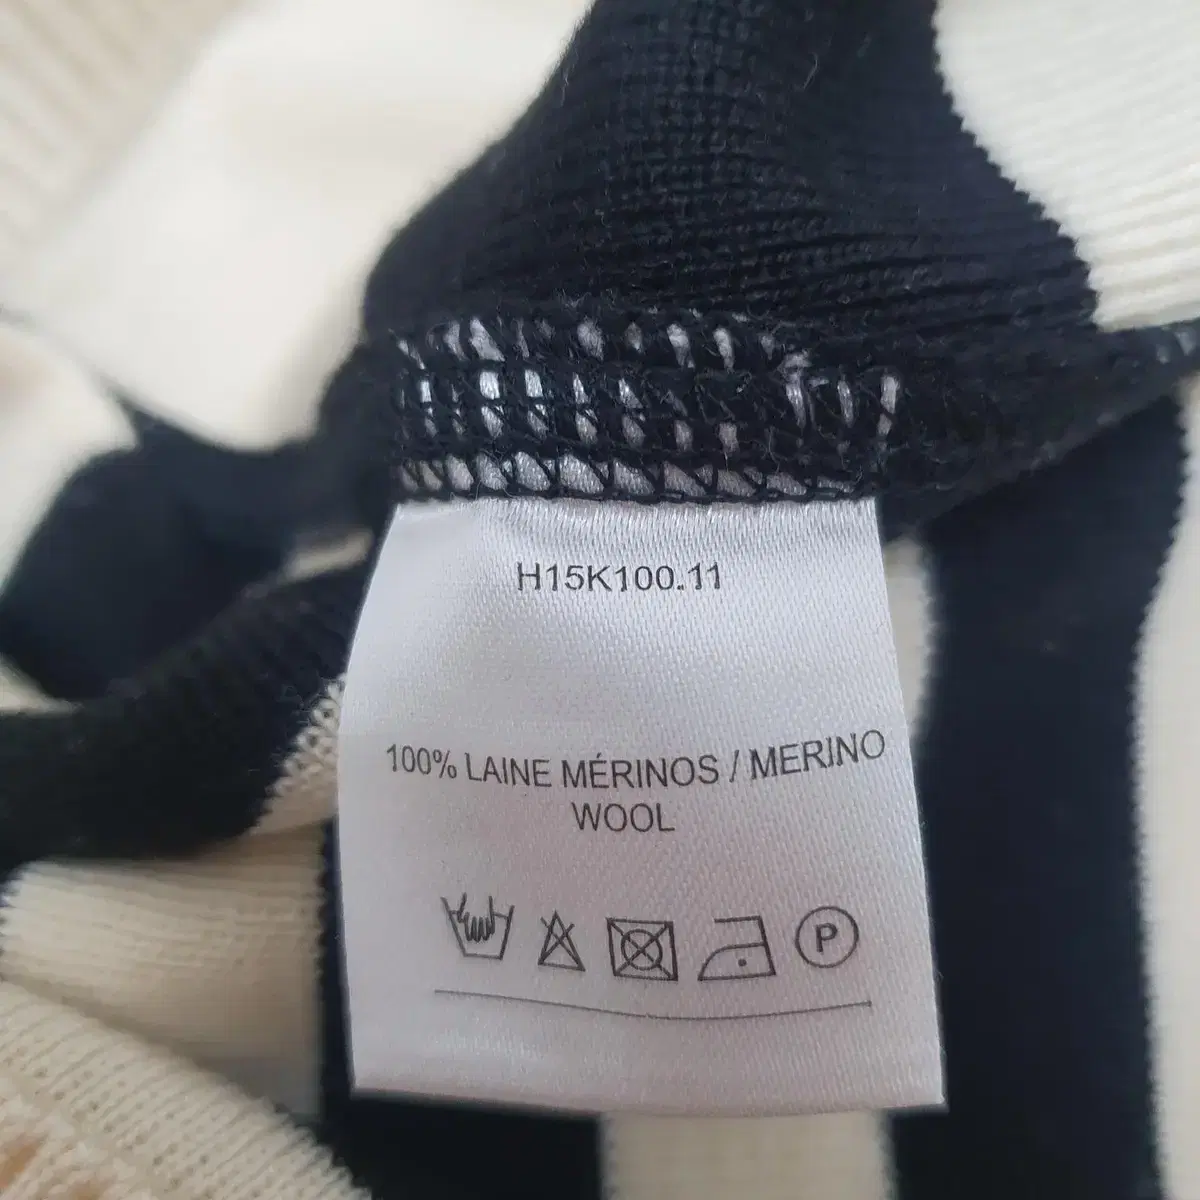 H15K100.11
100% LAINE MÉRINOS / MERINO
WOOL
P